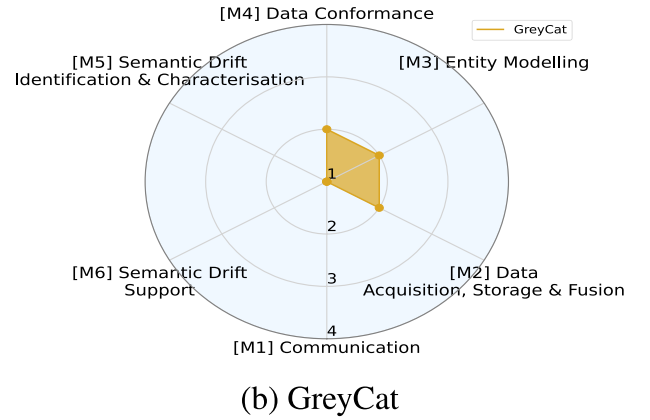 [M4] Data Conformance
GreyCat
[M5] Semantic Drift
Identification & Characterisation
[M3] Entity Modelling
1
2
[M6] Semantic Drift
Support
[M2] Data
Acquisition, Storage & Fusion
3
4
[M1] Communication
(b) GreyCat